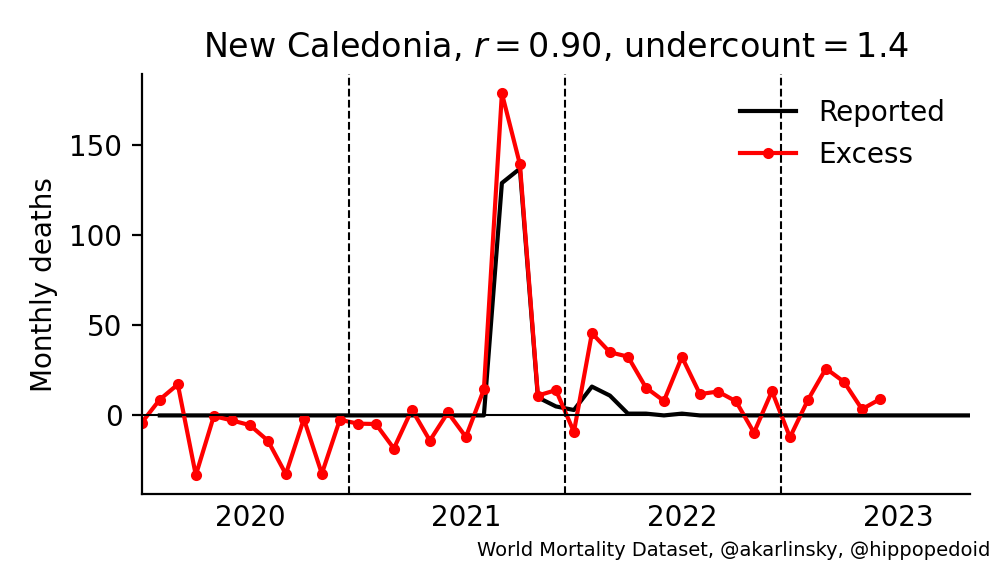 New Caledonia, r = 0.90, undercount = 1.4
Reported
Excess
Monthly deaths
150
100
50
0
2020 2021 2022 2023
World Mortality Dataset, @akarlinsky, @hippopedoid